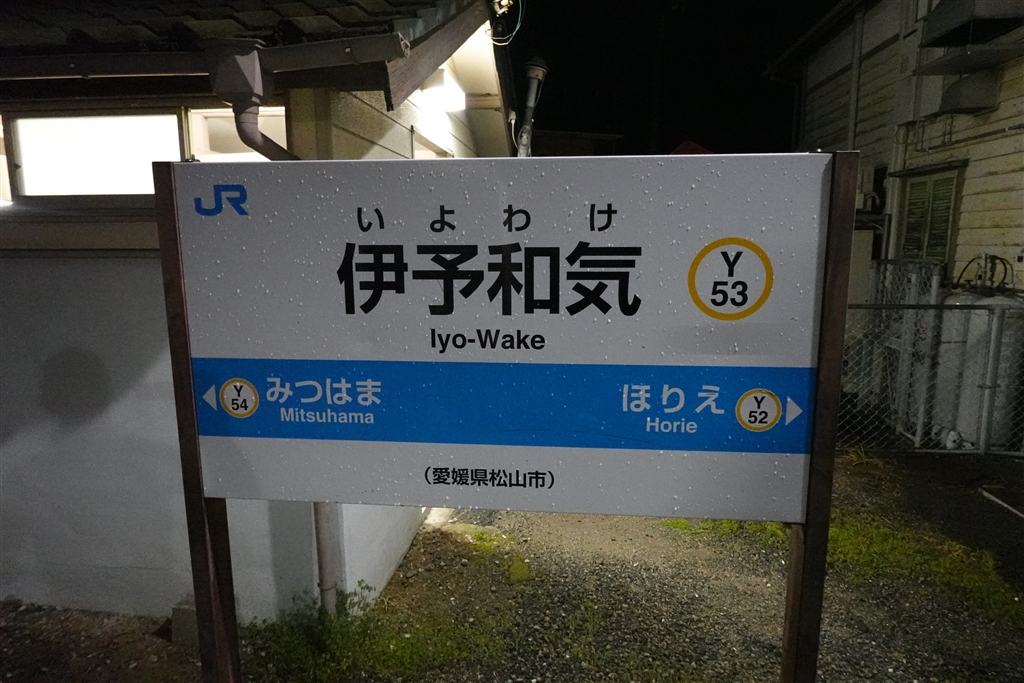 JR
いよわけ
伊予和気
Iyo-Wake
Y
53
Y
54
みつはま
Mitsuhama
ほりえ
Horie
Y
52
（愛媛県松山市）